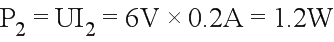 P₂ = UI₂ = 6V × 0.2A = 1.2W